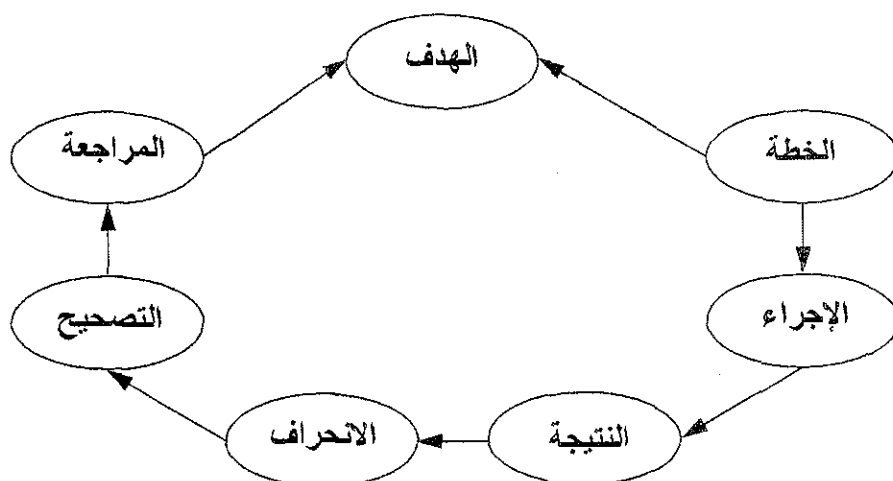 الهدف
الخطة
المراجعة
الإجراء
التصحيح
النتيجة
الانحراف